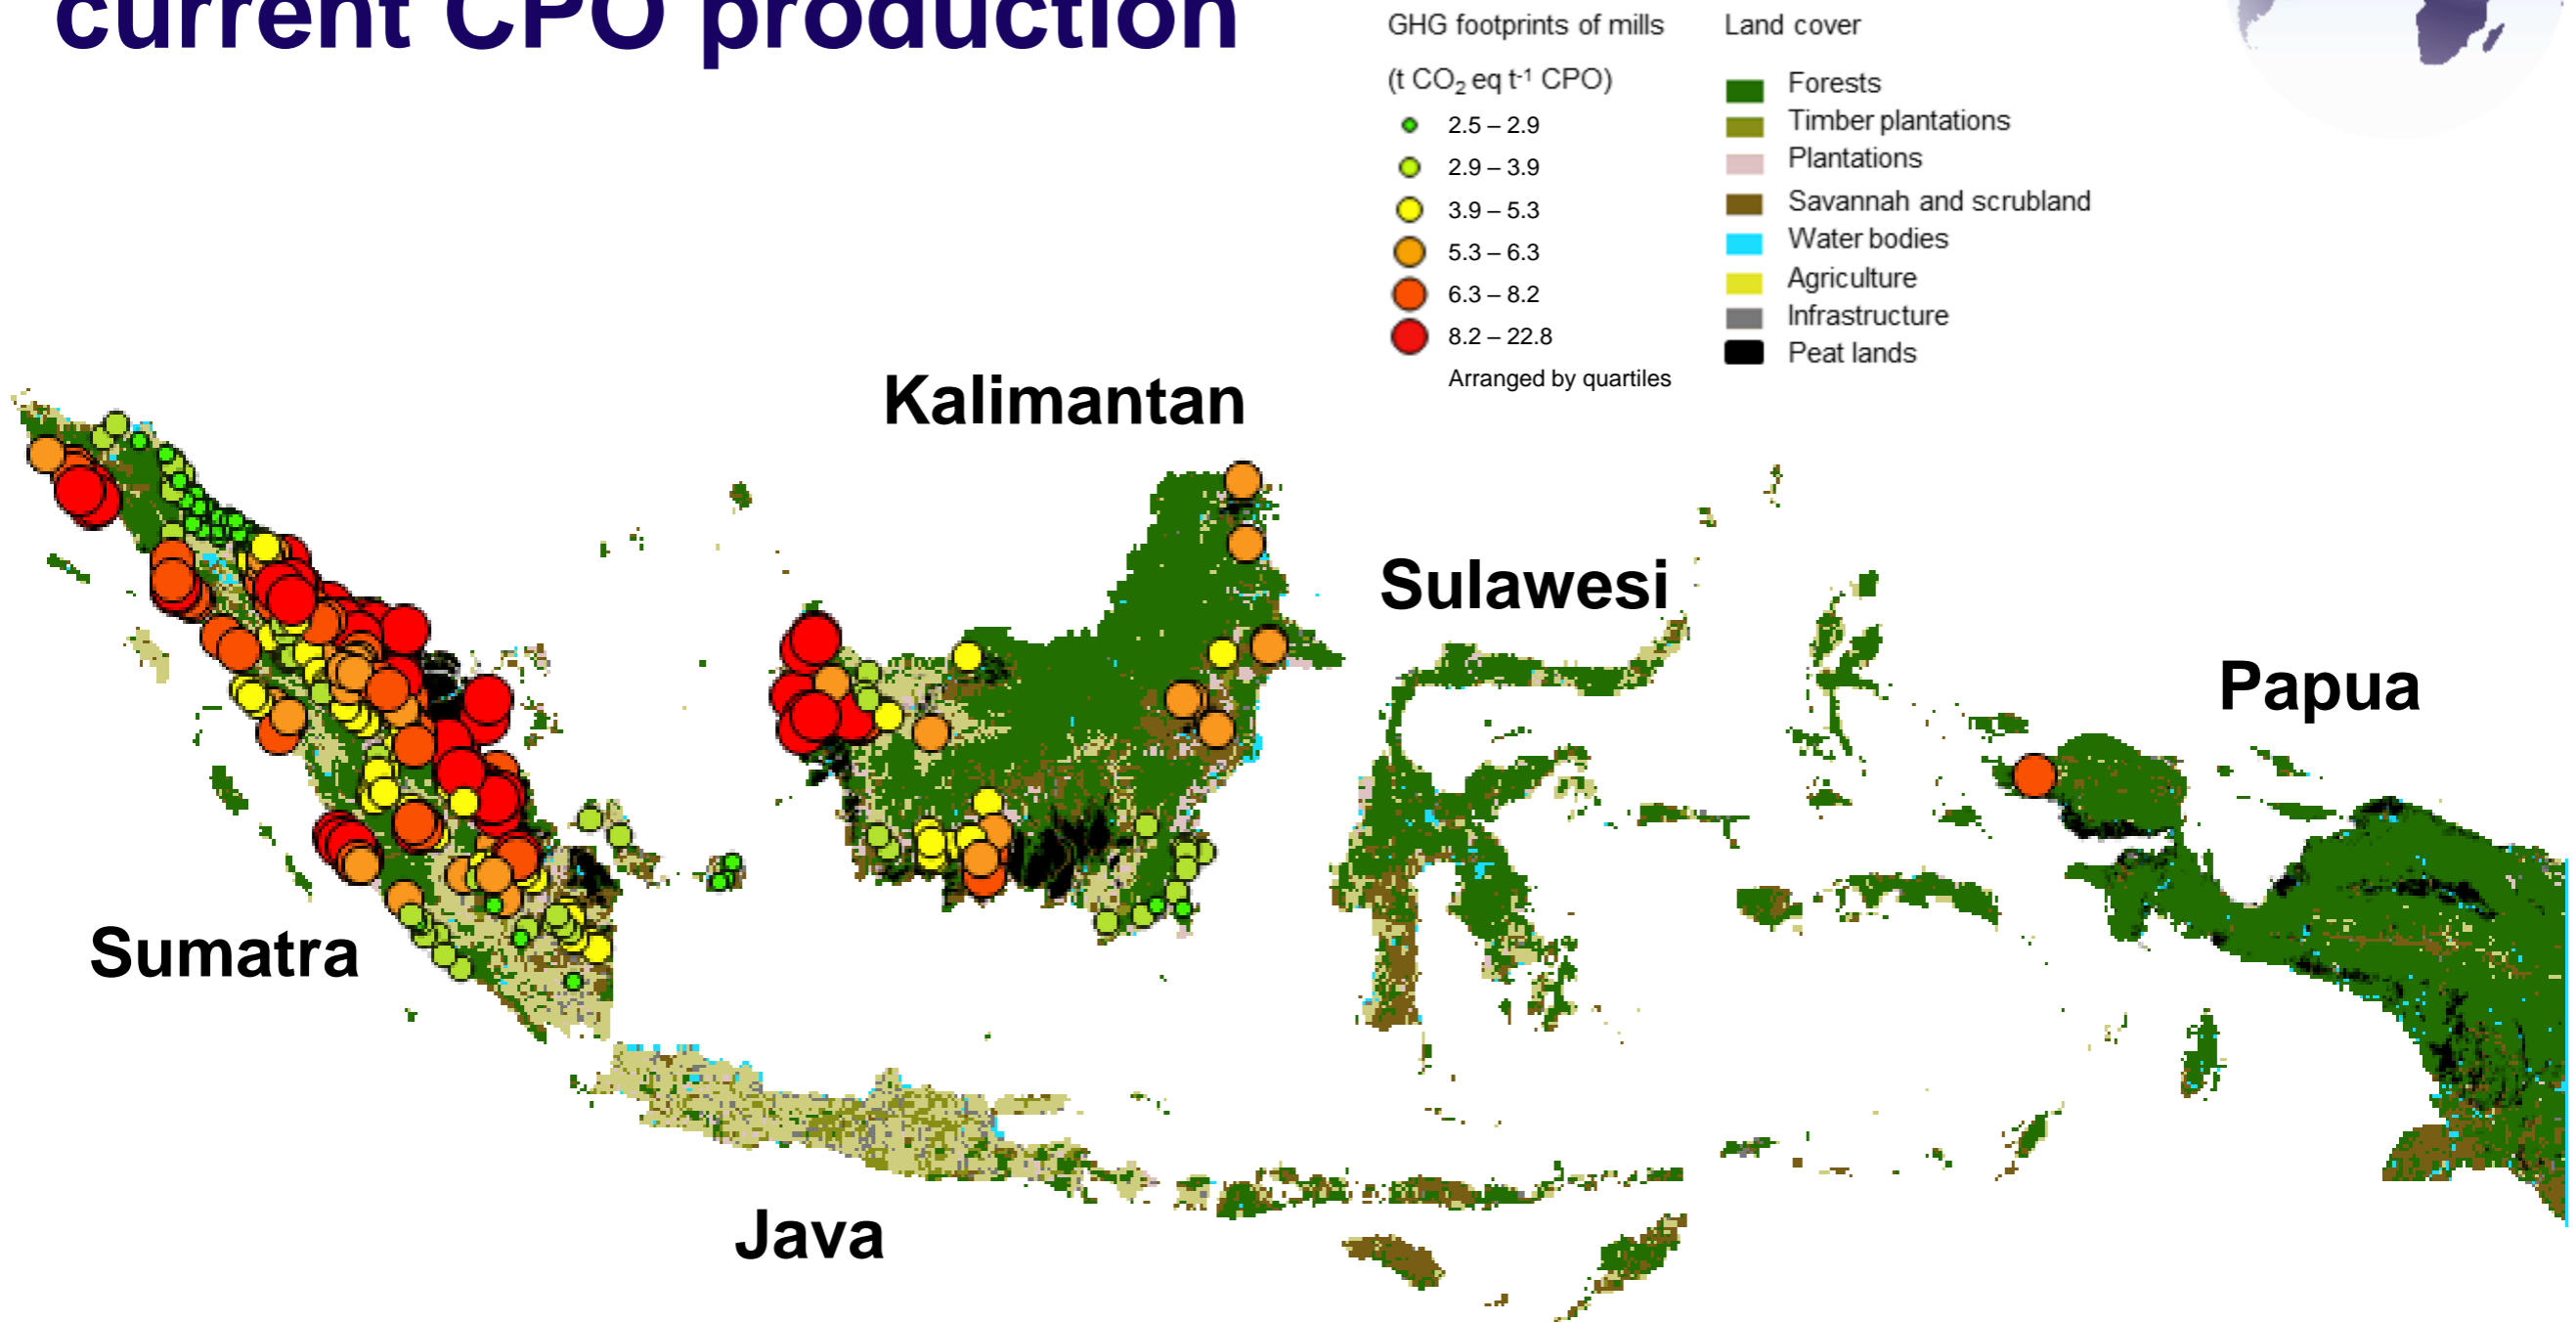 current CPO production
GHG footprints of mills
(t CO₂ eq t⁻¹ CPO)
2.5 – 2.9
2.9 – 3.9
3.9 – 5.3
5.3 – 6.3
6.3 – 8.2
8.2 – 22.8
Arranged by quartiles
Land cover
Forests
Timber plantations
Plantations
Savannah and scrubland
Water bodies
Agriculture
Infrastructure
Peat lands
Kalimantan
Sulawesi
Papua
Sumatra
Java